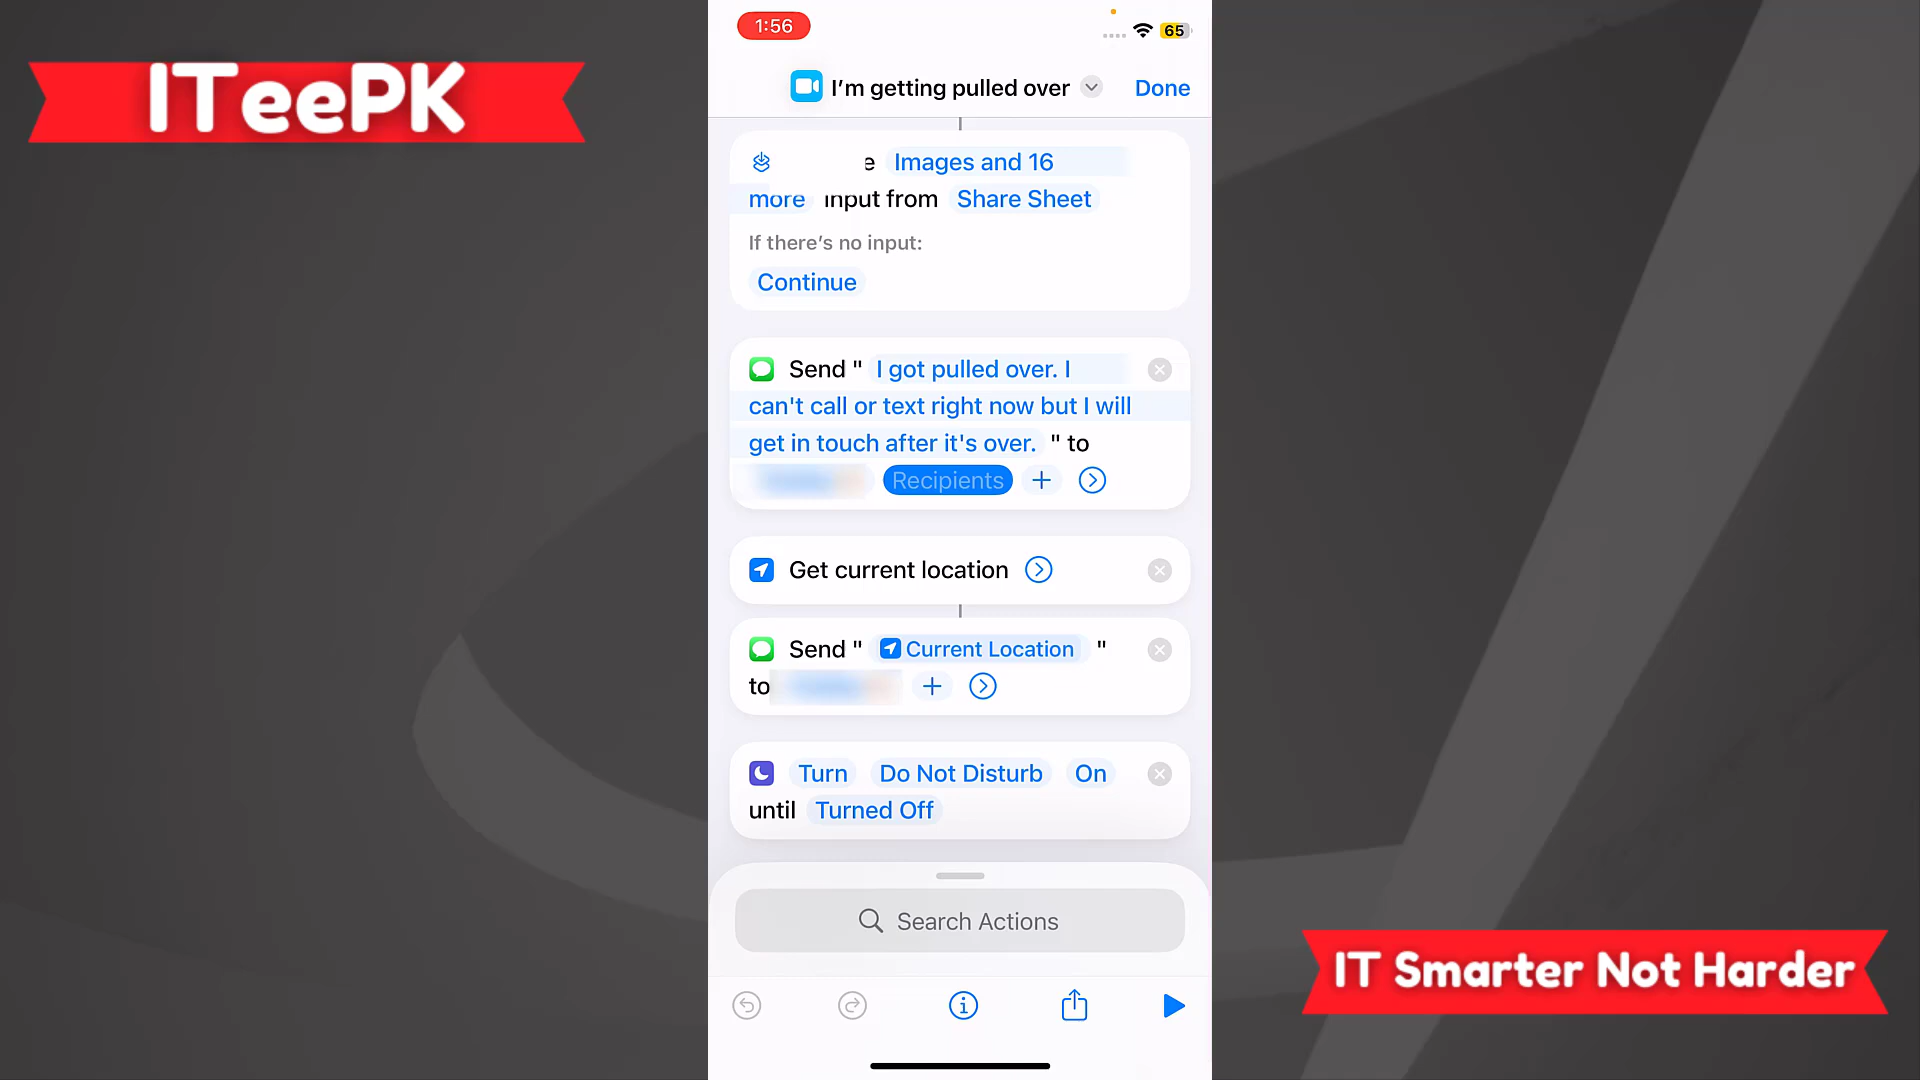 ITeePK
1:56
65
I’m getting pulled over
Done
e Images and 16
more input from Share Sheet
If there’s no input:
Continue
Send " I got pulled over. I
can't call or text right now but I will
get in touch after it's over. " to
Recipients
Get current location
Send " Current Location "
to
Turn Do Not Disturb On
until Turned Off
Search Actions
IT Smarter Not Harder